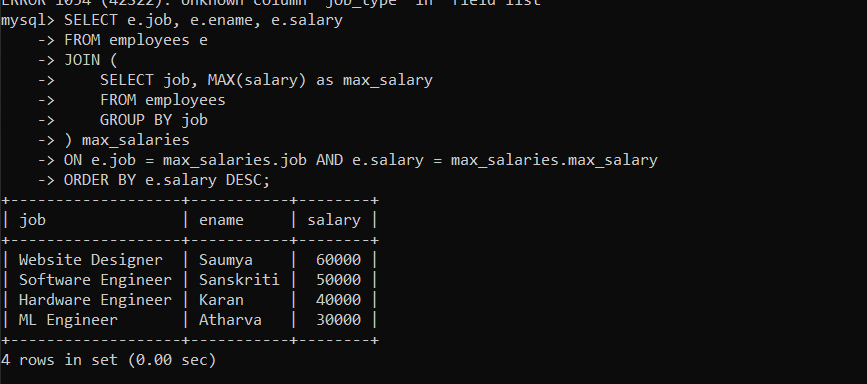 ERROR 1054 (42S22): Unknown column 'job_type' in 'field list'
mysql> SELECT e.job, e.ename, e.salary
    -> FROM employees e
    -> JOIN (
    ->     SELECT job, MAX(salary) as max_salary
    ->     FROM employees
    ->     GROUP BY job
    -> ) max_salaries
    -> ON e.job = max_salaries.job AND e.salary = max_salaries.max_salary
    -> ORDER BY e.salary DESC;
+-------------------+-----------+--------+
| job               | ename     | salary |
+-------------------+-----------+--------+
| Website Designer  | Saumya    |  60000 |
| Software Engineer | Sanskriti |  50000 |
| Hardware Engineer | Karan     |  40000 |
| ML Engineer       | Atharva   |  30000 |
+-------------------+-----------+--------+
4 rows in set (0.00 sec)